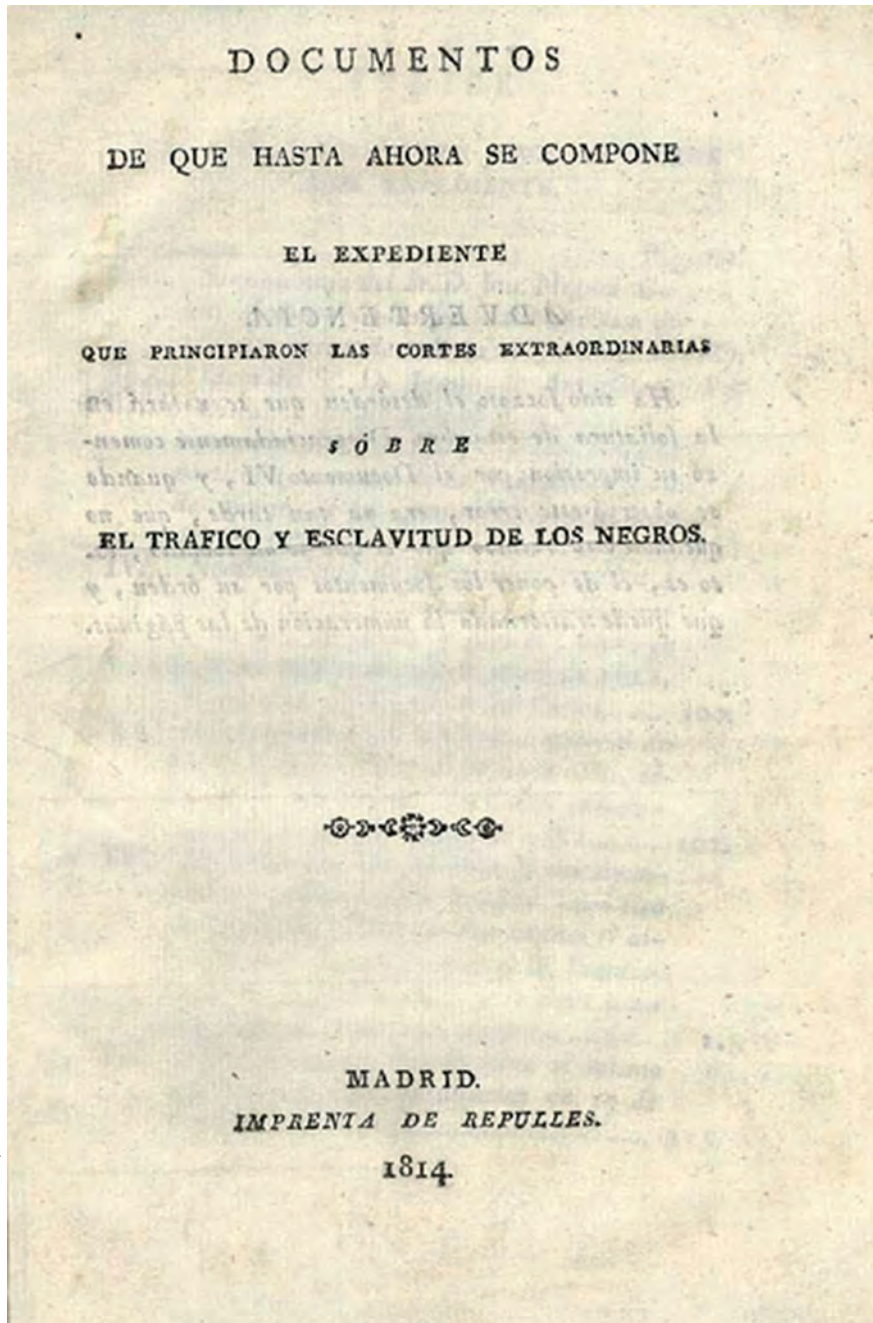 DOCUMENTOS
DE QUE HASTA AHORA SE COMPONE
EL EXPEDIENTE
QUE PRINCIPIARON LAS CORTES EXTRAORDINARIAS
SOBRE
EL TRAFICO Y ESCLAVITUD DE LOS NEGROS.
MADRID.
IMPRENTA DE REPULLES.
1814.